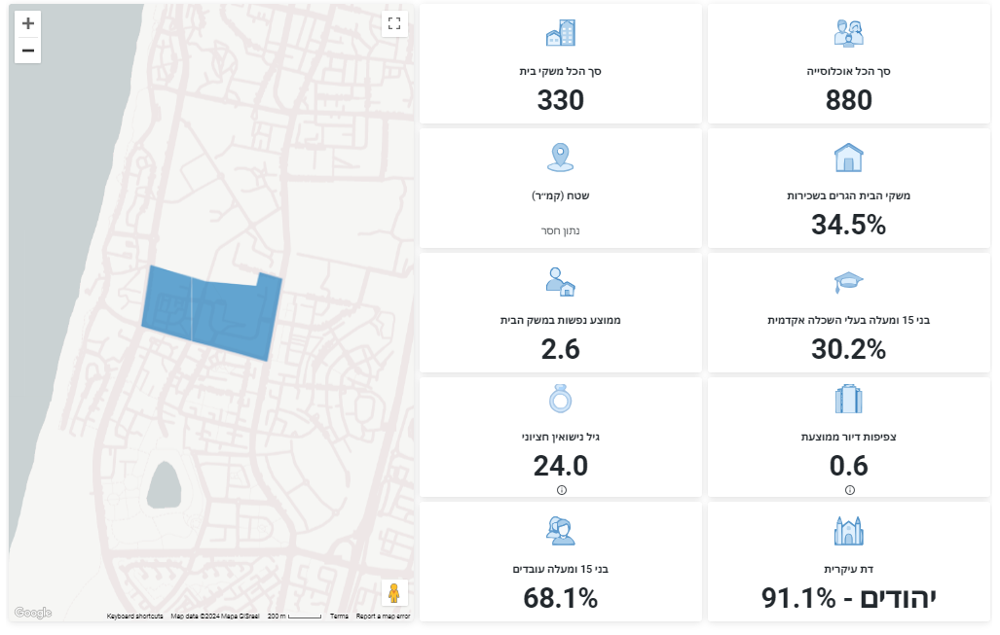 סך הכל אוכלוסייה
880
סך הכל משקי בית
330
משקי הבית הגרים בשכירות
34.5%
שטח (קמ״ר)
נתון חסר
בני 15 ומעלה בעלי השכלה אקדמית
30.2%
ממוצע נפשות במשק הבית
2.6
צפיפות דיור ממוצעת
0.6
גיל נישואין חציוני
24.0
דת עיקרית
יהודים - 91.1%
בני 15 ומעלה עובדים
68.1%
Google
Keyboard shortcuts Map data ©2024 Mapa GISrael 200 m Terms Report a map error